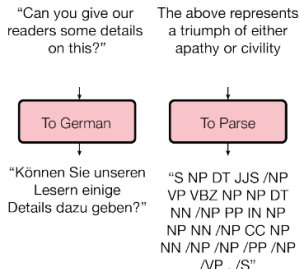 “Can you give our
readers some details
on this?”
To German
“Können Sie unseren
Lesern einige
Details dazu geben?”
The above represents
a triumph of either
apathy or civility
To Parse
“S NP DT JJS /NP
VP VBZ NP NP DT
NN /NP PP IN NP
NP NN /NP CC NP
NN /NP /NP /PP /NP
/VP . /S”